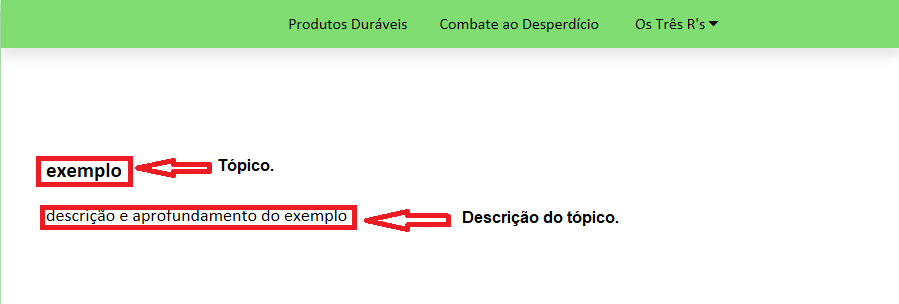 Produtos Duráveis Combate ao Desperdício Os Três R's
exemplo Tópico.
descrição e aprofundamento do exemplo Descrição do tópico.